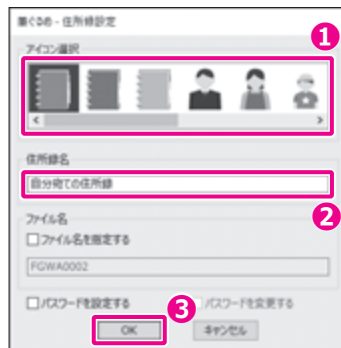 筆ぐるめ - 住所録設定
❶
アイコン選択
住所録名
自分宛ての住所録
❷
ファイル名
ファイル名を指定する
FGWA0002
❸
パスワードを設定する パスワードを変更する
OK キャンセル